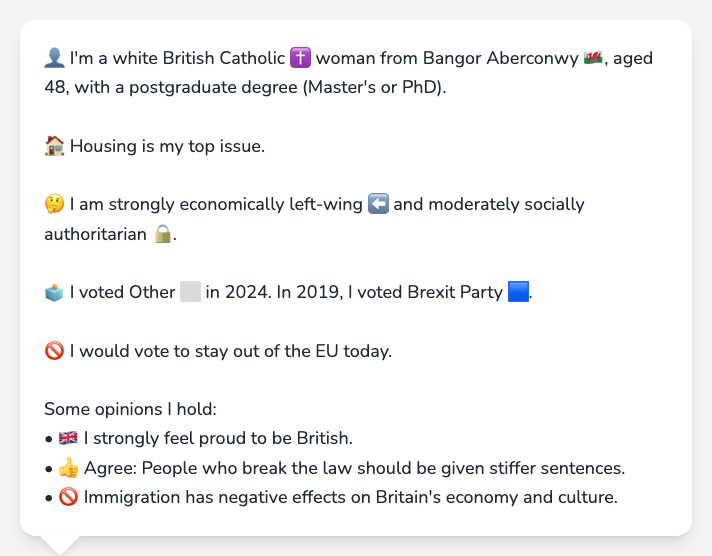 👤 I'm a white British Catholic ✝️ woman from Bangor Aberconwy 🏴󠁧󠁢󠁷󠁬󠁳󠁿, aged
48, with a postgraduate degree (Master's or PhD).
🏠 Housing is my top issue.
🤔 I am strongly economically left-wing ⬅️ and moderately socially
authoritarian 🔒.
🗳️ I voted Other ⬜ in 2024. In 2019, I voted Brexit Party 🟦.
🚫 I would vote to stay out of the EU today.
Some opinions I hold:
• 🇬🇧 I strongly feel proud to be British.
• 👍 Agree: People who break the law should be given stiffer sentences.
• 🚫 Immigration has negative effects on Britain's economy and culture.